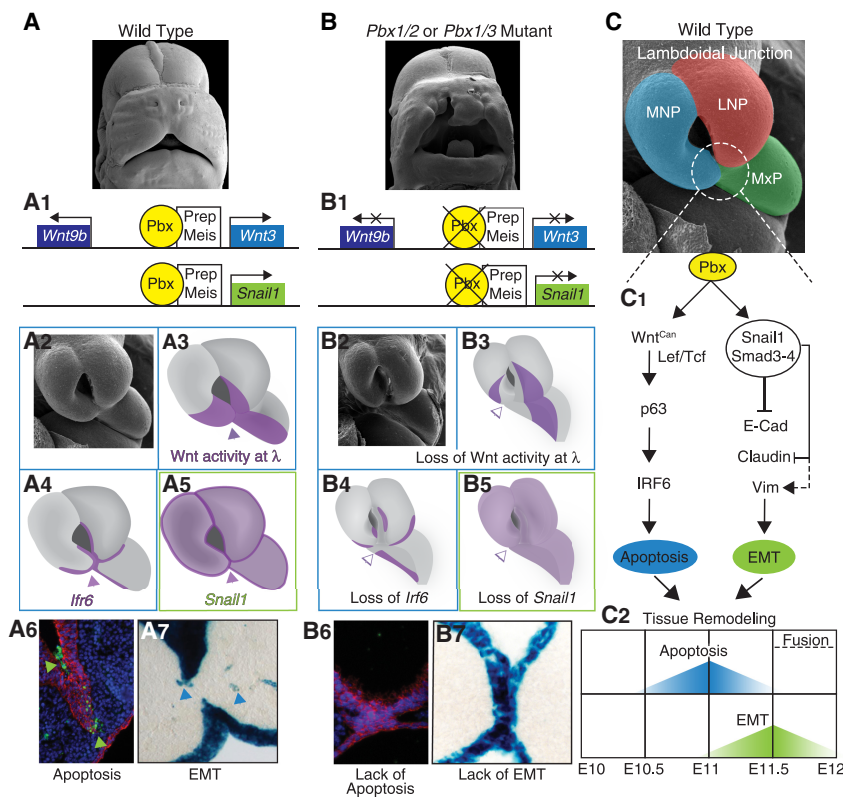 A
Wild Type
A1
Wnt9b
Pbx
Prep
Meis
Wnt3
Pbx
Prep
Meis
Snail1
A2
A3
Wnt activity at λ
A4
Ifr6
A5
Snail1
A6
Apoptosis
A7
EMT
B
Pbx1/2 or Pbx1/3 Mutant
B1
Wnt9b
Pbx
Prep
Meis
Wnt3
Pbx
Prep
Meis
Snail1
B2
B3
Loss of Wnt activity at λ
B4
Loss of Irf6
B5
Loss of Snail1
B6
Lack of
Apoptosis
B7
Lack of EMT
C
Wild Type
Lambdoidal Junction
MNP
LNP
MxP
Pbx
C1
Wnt^Can
Lef/Tcf
p63
IRF6
Apoptosis
Snail1
Smad3-4
E-Cad
Claudin
Vim
EMT
C2
Tissue Remodeling
Apoptosis
Fusion
EMT
E10 E10.5 E11 E11.5 E12